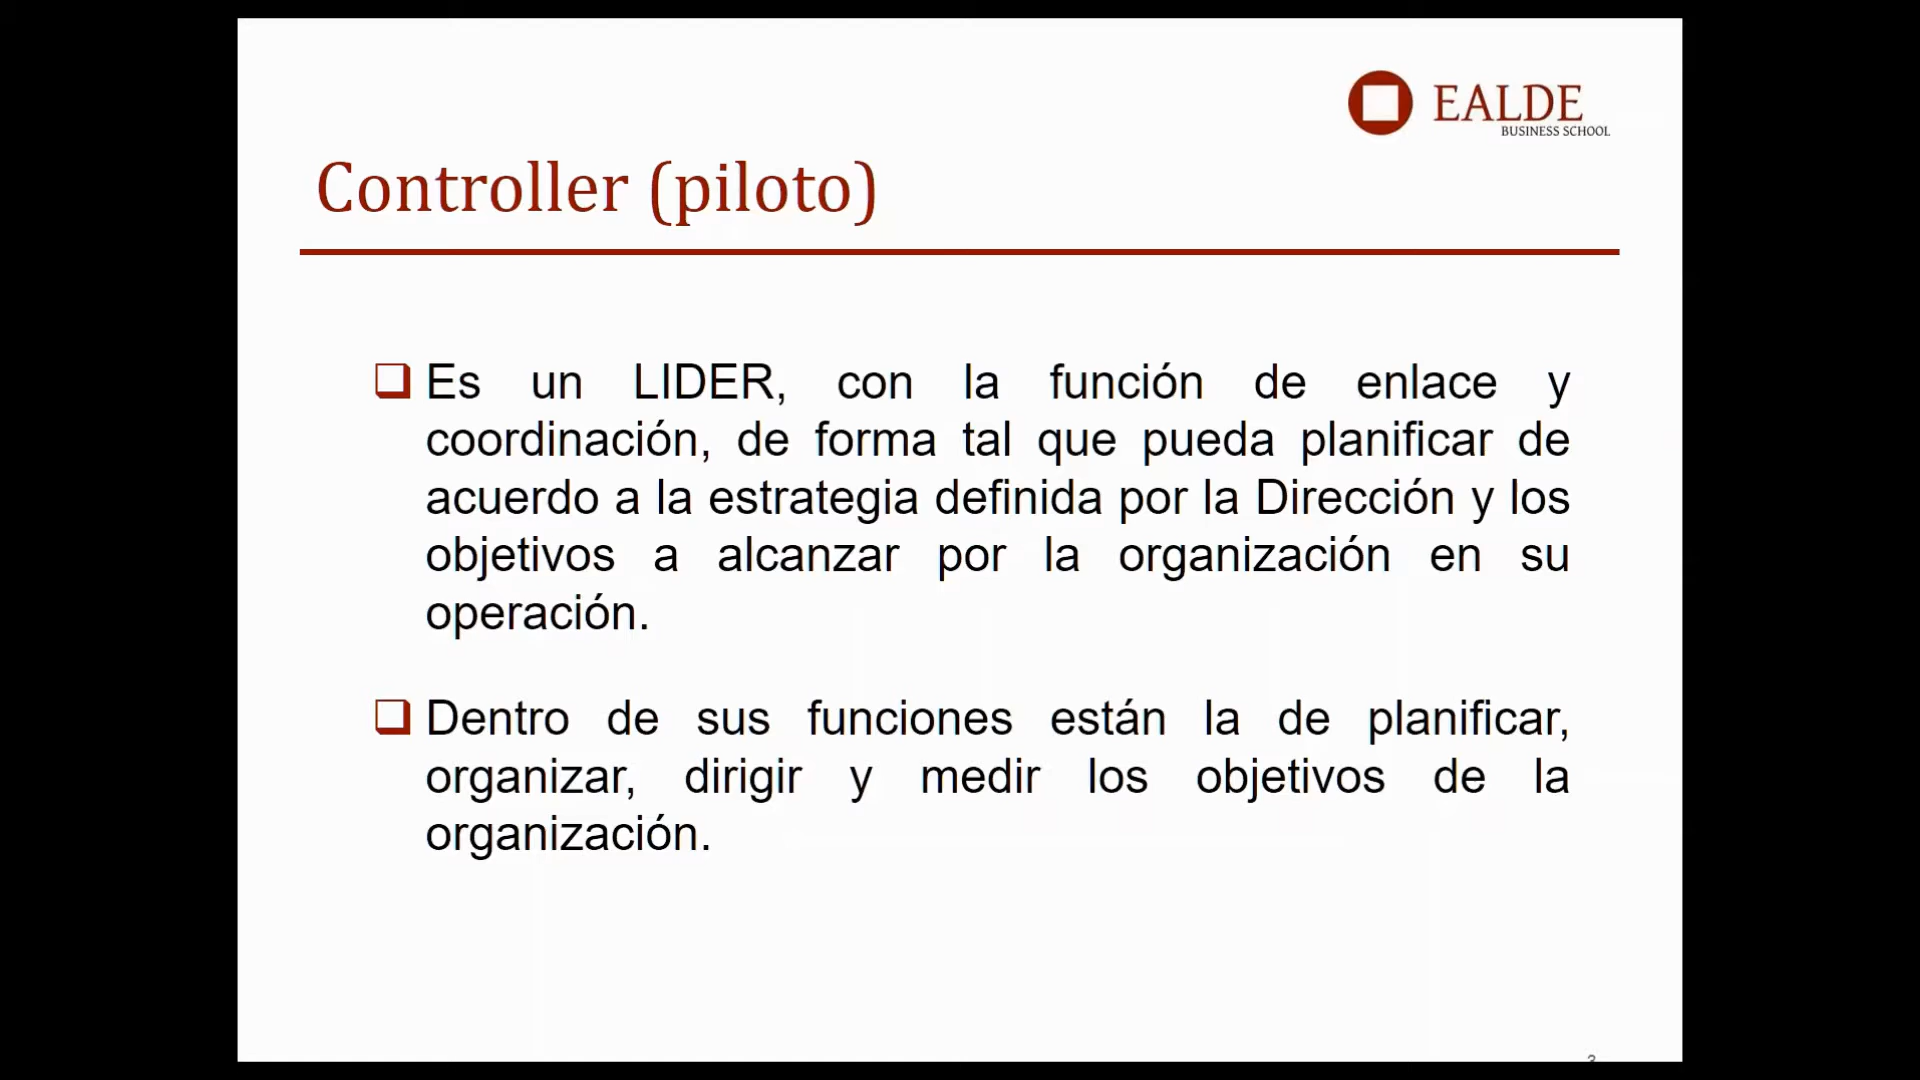 EALDE
BUSINESS SCHOOL
Controller (piloto)
Es un LIDER, con la función de enlace y
coordinación, de forma tal que pueda planificar de
acuerdo a la estrategia definida por la Dirección y los
objetivos a alcanzar por la organización en su
operación.
Dentro de sus funciones están la de planificar,
organizar, dirigir y medir los objetivos de la
organización.
3